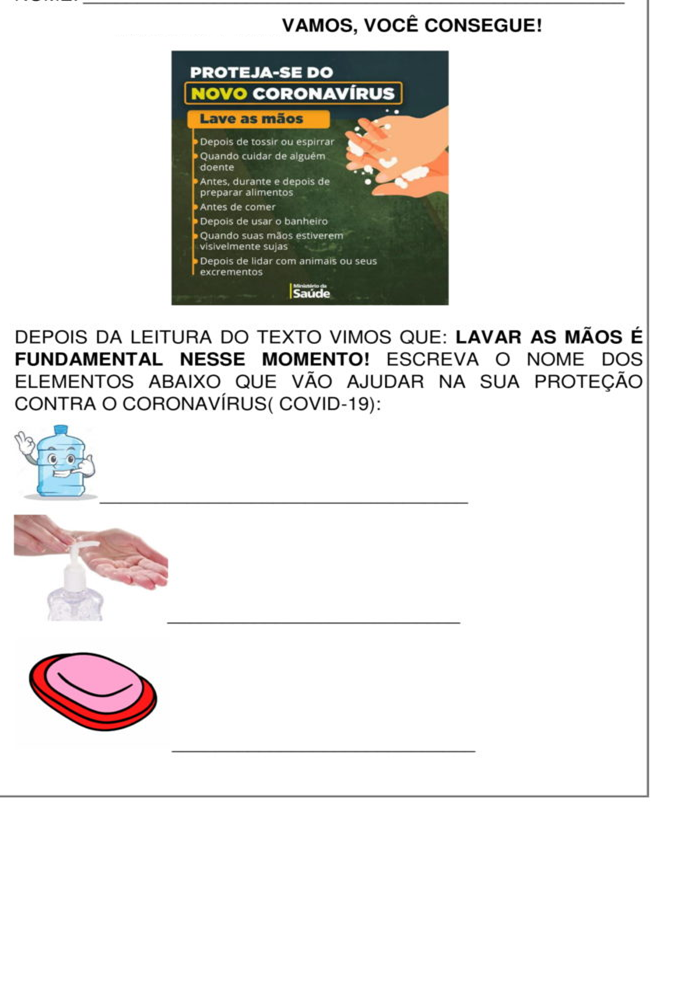 VAMOS, VOCÊ CONSEGUE!
PROTEJA-SE DO
NOVO CORONAVÍRUS
Lave as mãos
Depois de tossir ou espirrar
Quando cuidar de alguém
doente
Antes, durante e depois de
preparar alimentos
Antes de comer
Depois de usar o banheiro
Quando suas mãos estiverem
visivelmente sujas
Depois de lidar com animais ou seus
excrementos
Ministério da
Saúde
DEPOIS DA LEITURA DO TEXTO VIMOS QUE: LAVAR AS MÃOS É
FUNDAMENTAL NESSE MOMENTO! ESCREVA O NOME DOS
ELEMENTOS ABAIXO QUE VÃO AJUDAR NA SUA PROTEÇÃO
CONTRA O CORONAVÍRUS( COVID-19):